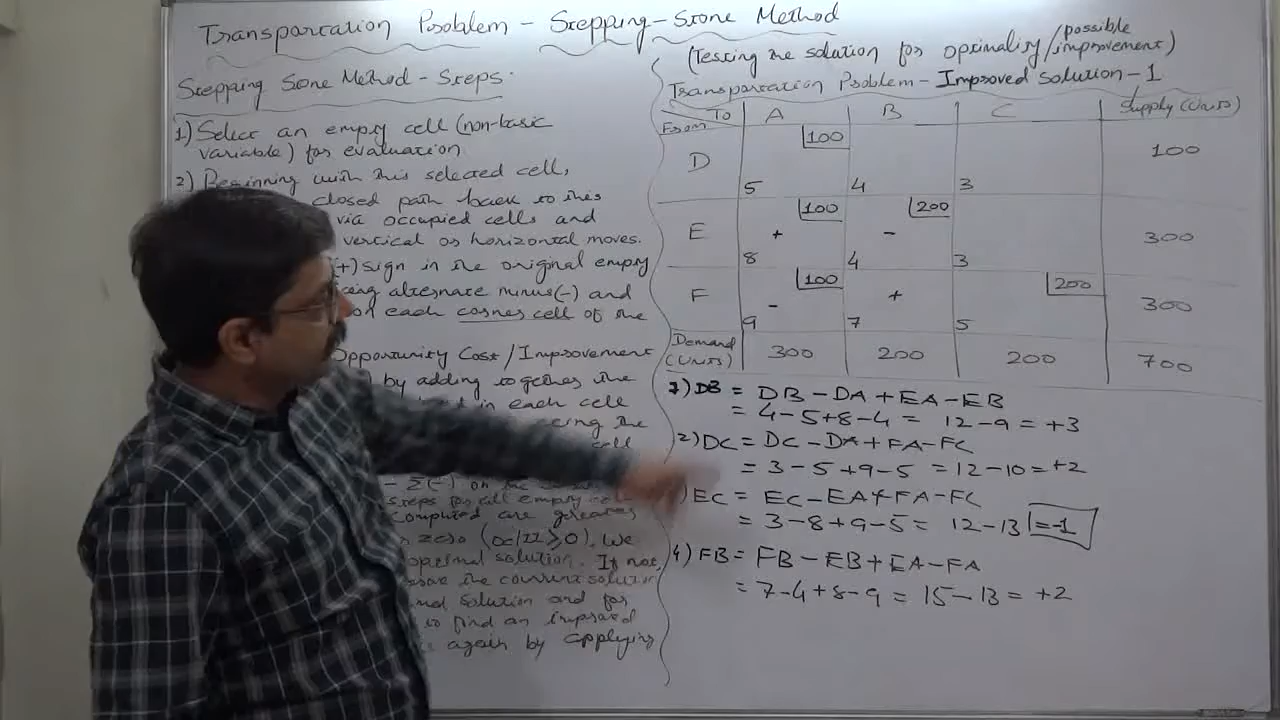 Transportation Problem - Stepping-Stone Method
(Testing the solution for optimality/possible improvement)
Stepping Stone Method - Steps.
1) Select an empty cell (non-basic
variable) for evaluation
2) Beginning with this selected cell,
closed path back to this
via occupied cells and
vertical or horizontal moves.
(+) sign in the original empty
alternate minus(-) and
on each corner cell of the
Opportunity Cost/Improvement
by adding together the
in each cell
the
cell
- Σ(-) on the
steps for all empty cells
computed are greater
zero (OC/II ≥ 0), we
optimal solution. If not,
the current solution
solution and for
to find an improved
again by applying
Transportation Problem - Improved Solution - 1
From To A B C Supply (Units)
D 100 5 4 3 100
E 100 + 8 200 - 4 3 300
F 100 - 9 + 7 200 5 300
Demand (Units) 300 200 200 700
1) DB = DB - DA + EA - EB
= 4 - 5 + 8 - 4 = 12 - 9 = +3
2) DC = DC - DA + FA - FC
= 3 - 5 + 9 - 5 = 12 - 10 = +2
) EC = EC - EA + FA - FC
= 3 - 8 + 9 - 5 = 12 - 13 = -1
4) FB = FB - EB + EA - FA
= 7 - 4 + 8 - 9 = 15 - 13 = +2